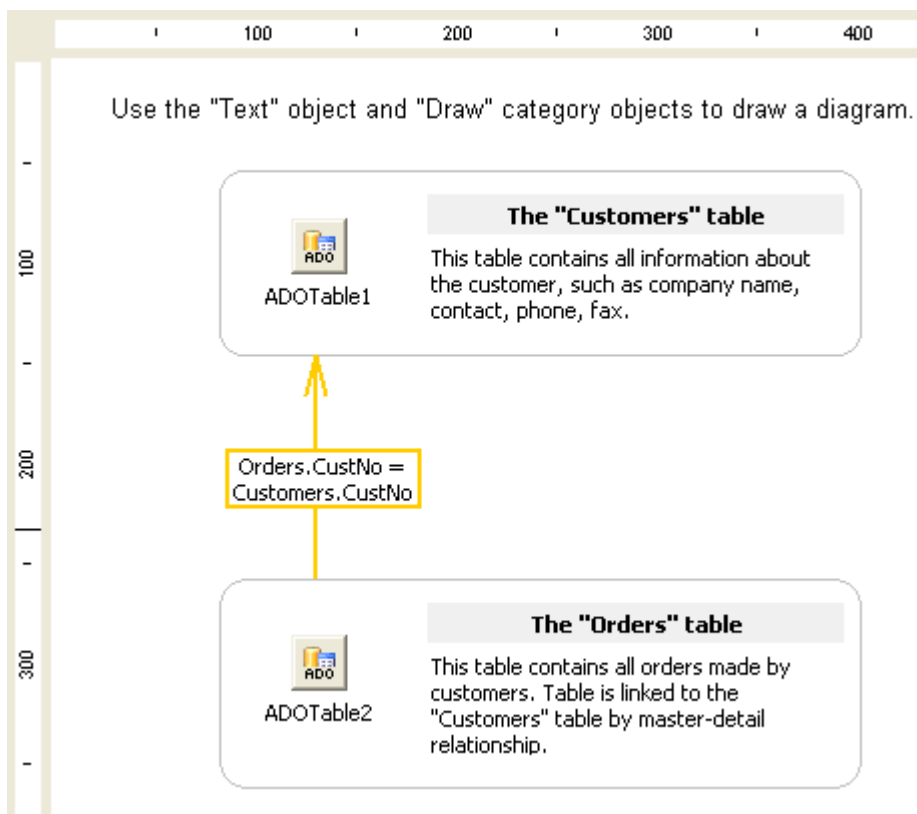 100 200 300 400
Use the "Text" object and "Draw" category objects to draw a diagram.
100
200
300
ADO
ADOTable1
The "Customers" table
This table contains all information about
the customer, such as company name,
contact, phone, fax.
Orders.CustNo =
Customers.CustNo
ADO
ADOTable2
The "Orders" table
This table contains all orders made by
customers. Table is linked to the
"Customers" table by master-detail
relationship.